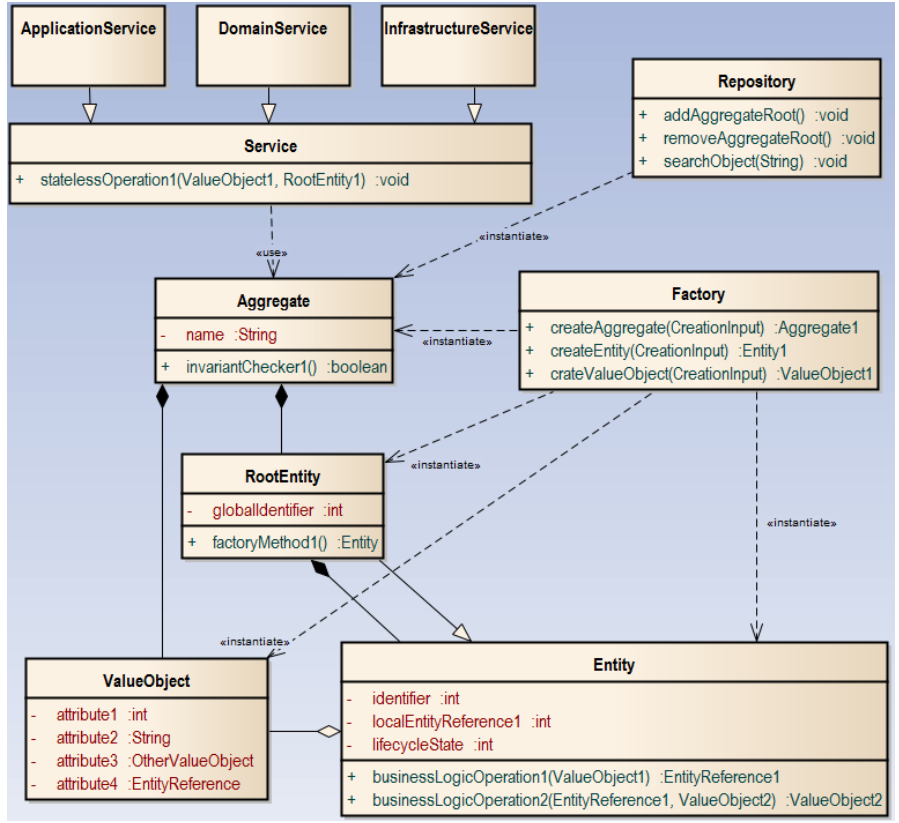 ApplicationService
DomainService
InfrastructureService
Repository
+ addAggregateRoot() :void
+ removeAggregateRoot() :void
+ searchObject(String) :void
Service
+ statelessOperation1(ValueObject1, RootEntity1) :void
«instantiate»
«use»
Aggregate
- name :String
+ invariantChecker1() :boolean
Factory
+ createAggregate(CreationInput) :Aggregate1
+ createEntity(CreationInput) :Entity1
+ crateValueObject(CreationInput) :ValueObject1
«instantiate»
RootEntity
- globalIdentifier :int
+ factoryMethod1() :Entity
«instantiate»
«instantiate»
«instantiate»
ValueObject
- attribute1 :int
- attribute2 :String
- attribute3 :OtherValueObject
- attribute4 :EntityReference
Entity
- identifier :int
- localEntityReference1 :int
- lifecycleState :int
+ businessLogicOperation1(ValueObject1) :EntityReference1
+ businessLogicOperation2(EntityReference1, ValueObject2) :ValueObject2